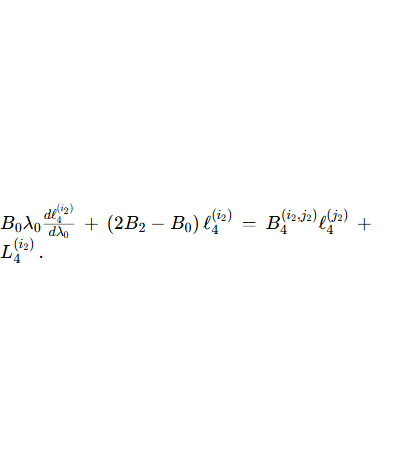 $B_0 \lambda_0 \frac{d\ell_4^{(i_2)}}{d\lambda_0} + (2B_2 - B_0)\, \ell_4^{(i_2)} = B_4^{(i_2,j_2)} \ell_4^{(j_2)} +$
$L_4^{(i_2)} .$